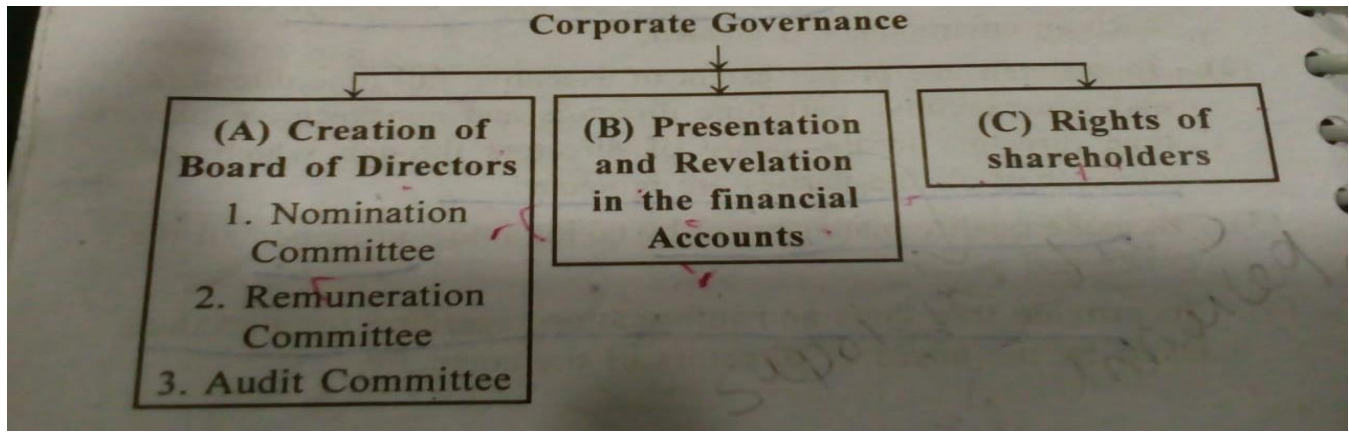 Corporate Governance
(A) Creation of
Board of Directors
1. Nomination
Committee
2. Remuneration
Committee
3. Audit Committee
(B) Presentation
and Revelation
in the financial
Accounts
(C) Rights of
shareholders